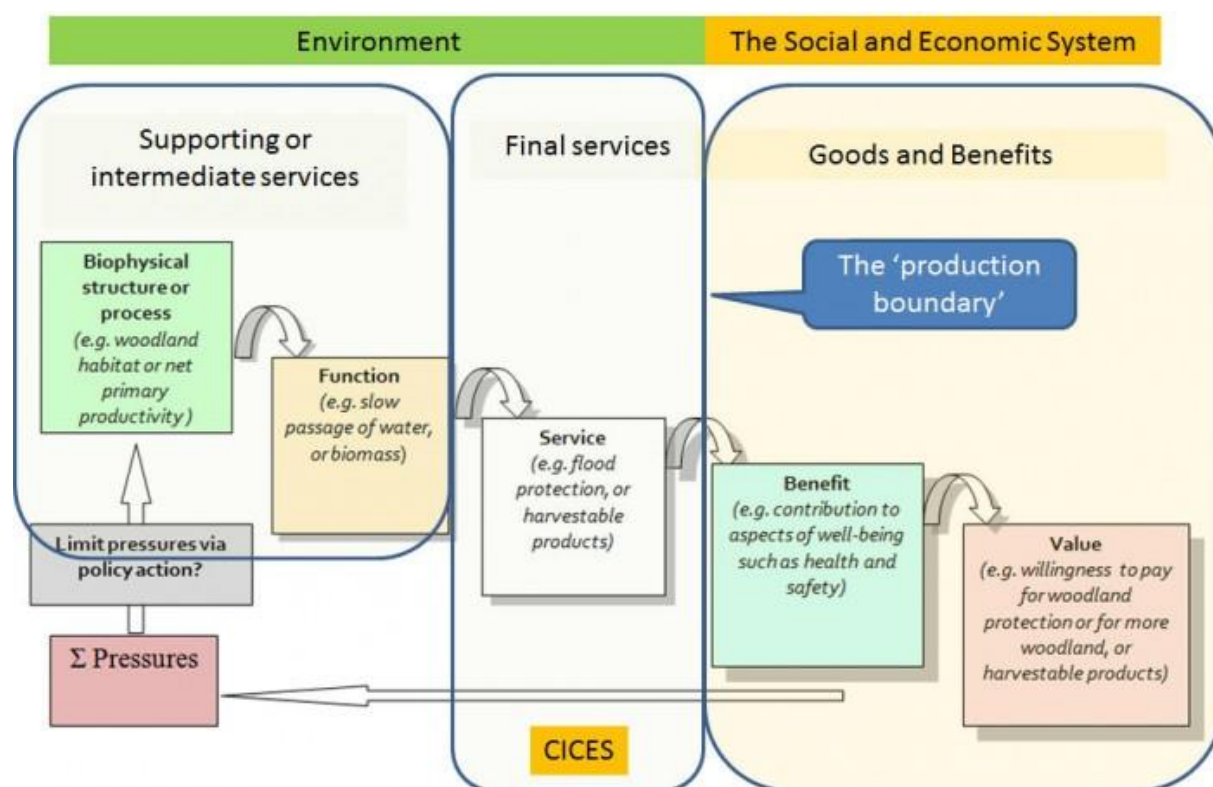 Environment
The Social and Economic System
Supporting or
intermediate services
Final services
Goods and Benefits
Biophysical
structure or
process
(e.g. woodland
habitat or net
primary
productivity )
The ‘production
boundary’
Function
(e.g. slow
passage of water,
or biomass)
Service
(e.g. flood
protection, or
harvestable
products)
Benefit
(e.g. contribution to
aspects of well-being
such as health and
safety)
Value
(e.g. willingness to pay
for woodland
protection or for more
woodland, or
harvestable products)
Limit pressures via
policy action?
Σ Pressures
CICES